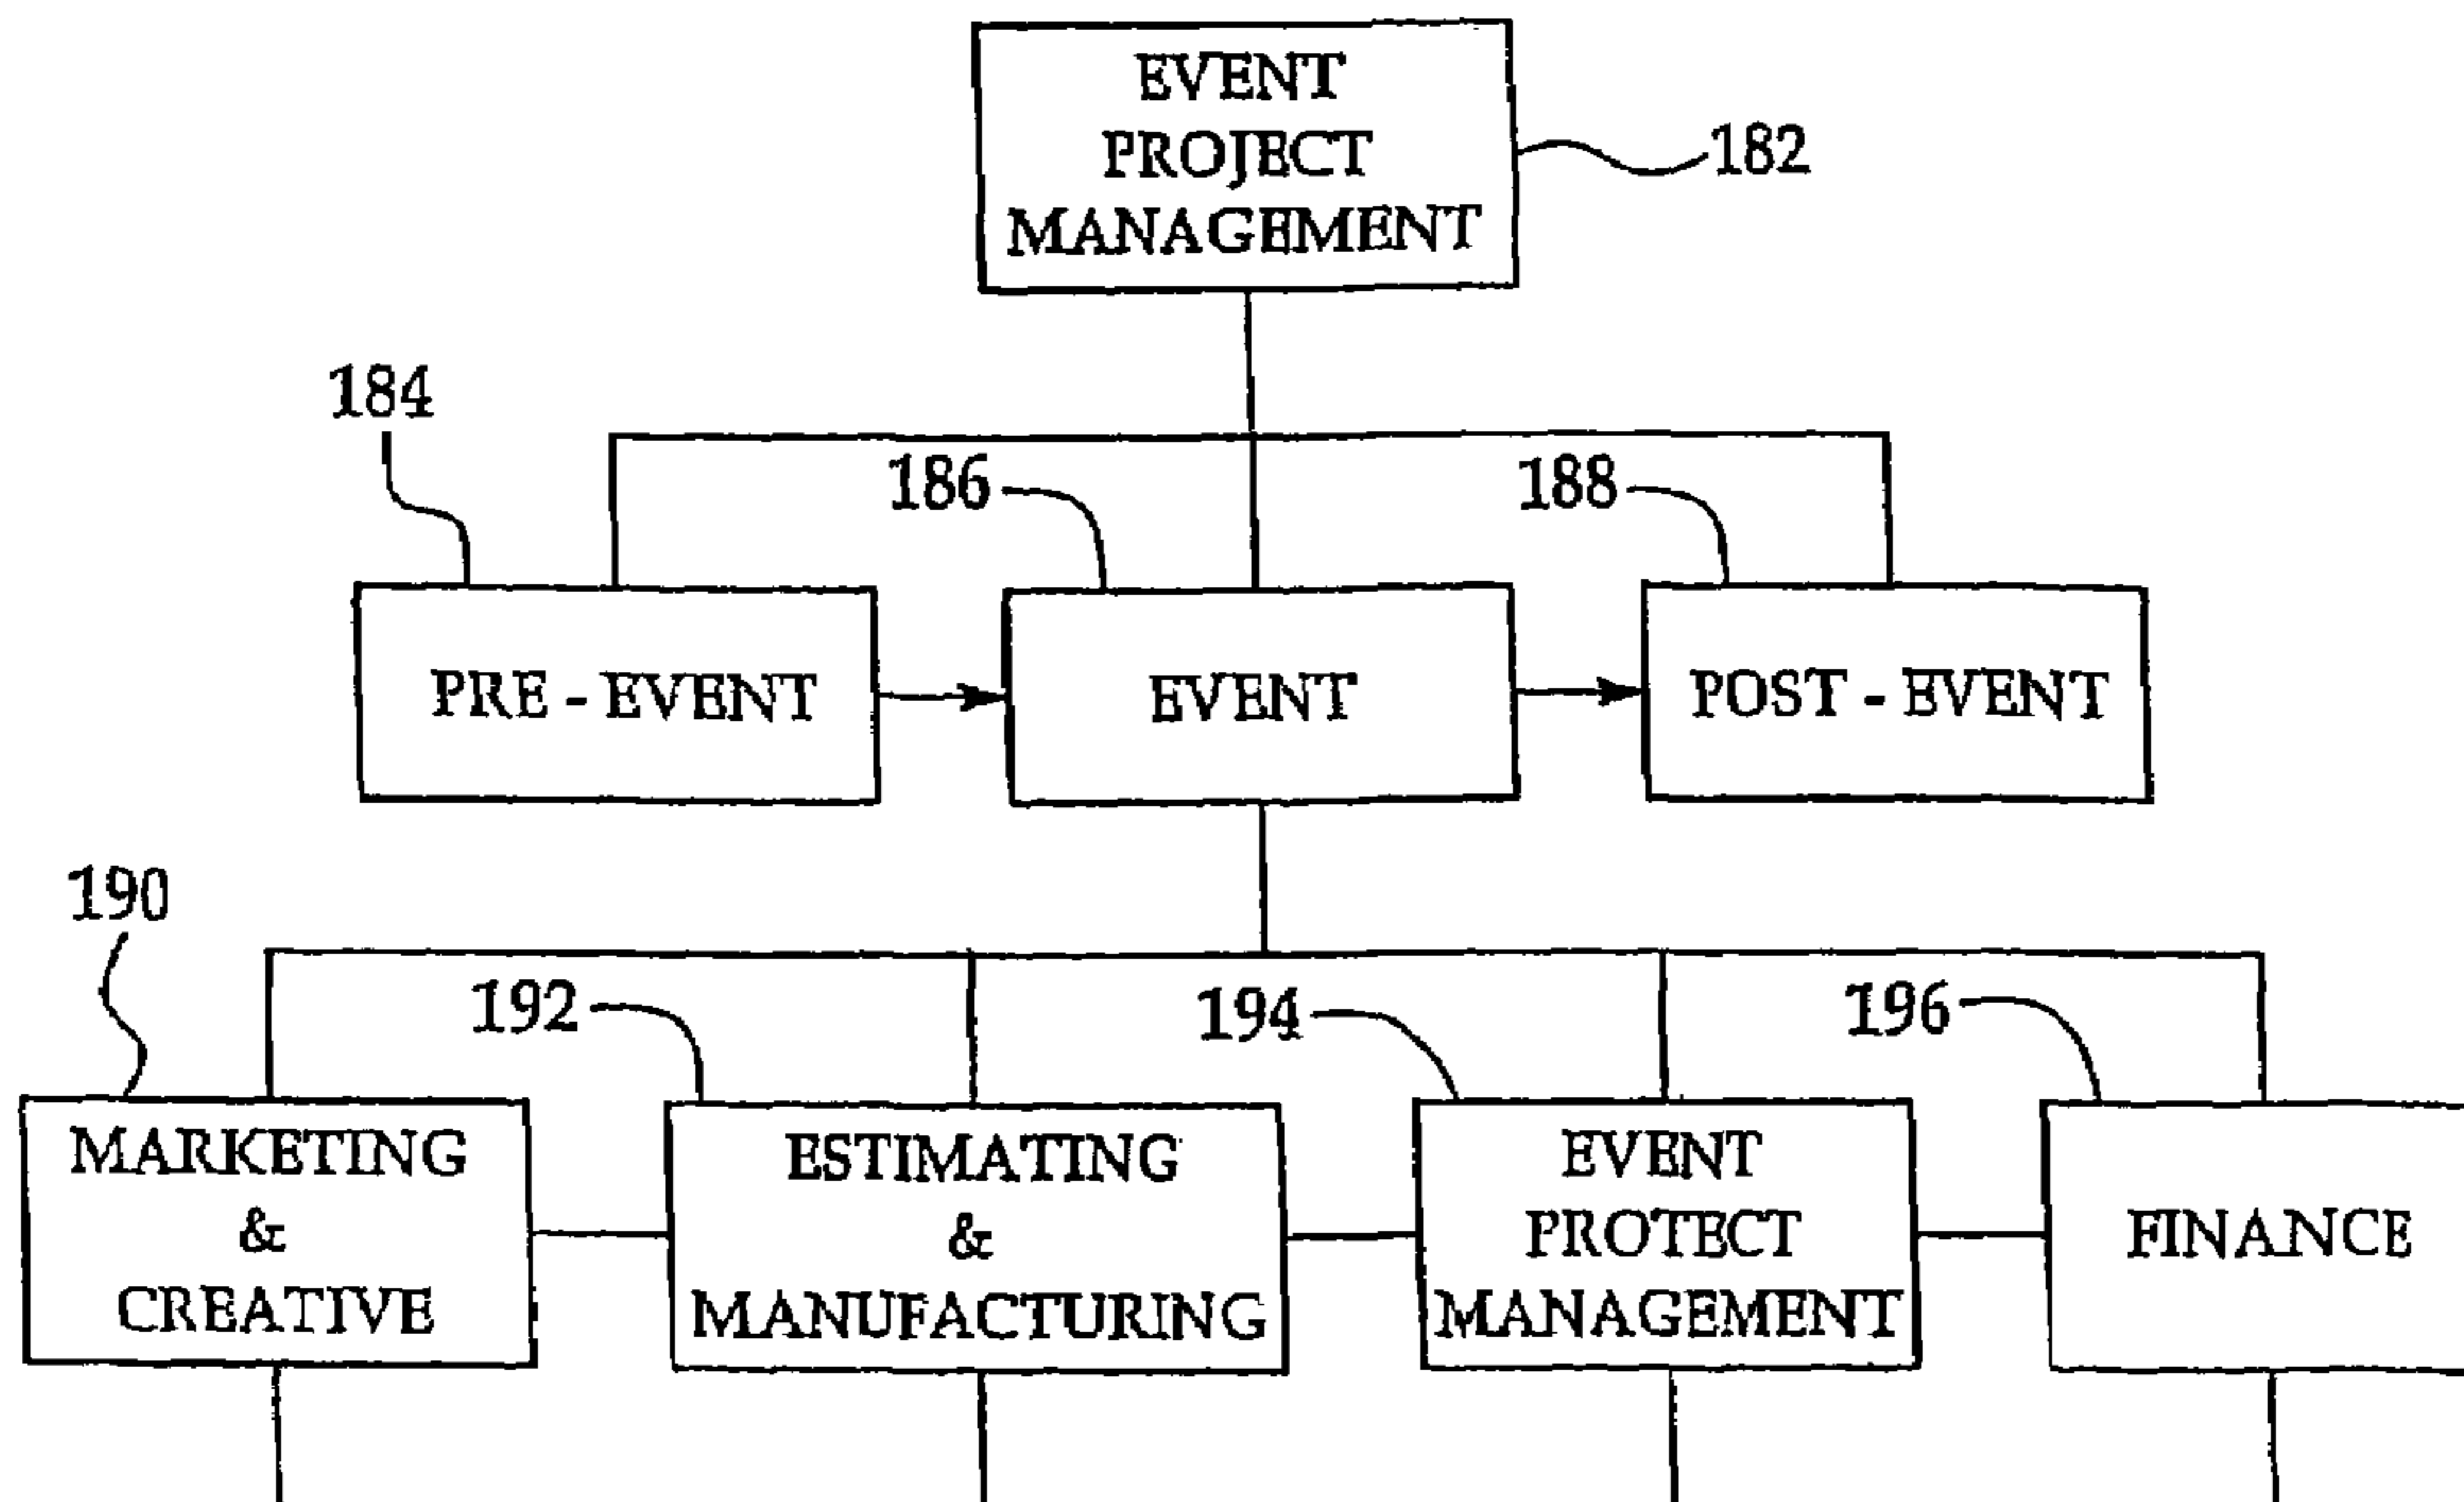 EVENT
PROJECT
MANAGEMENT
182
184
186
188
PRE - EVENT
EVENT
POST - EVENT
190
192
194
196
MARKETING
&
CREATIVE
ESTIMATING
&
MANUFACTURING
EVENT
PROTECT
MANAGEMENT
FINANCE